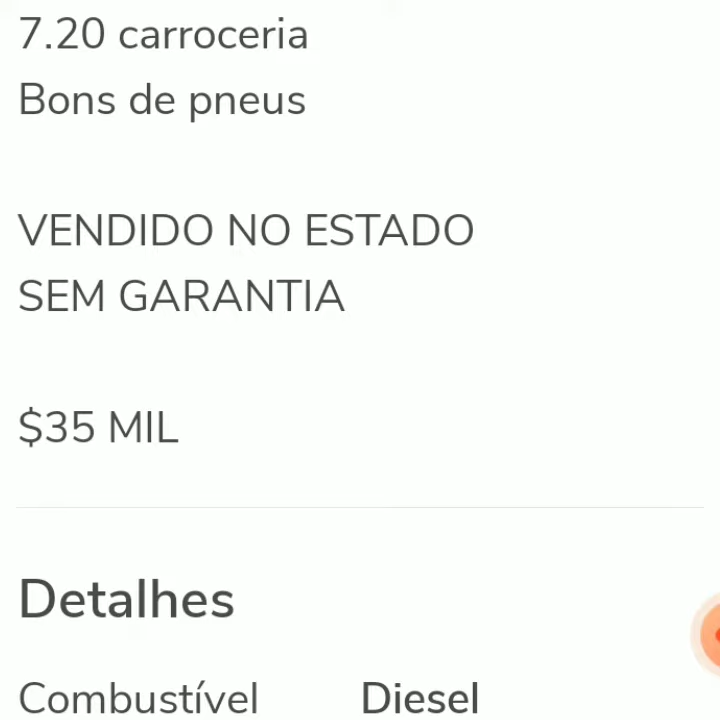 7.20 carroceria
Bons de pneus
VENDIDO NO ESTADO
SEM GARANTIA
$35 MIL
Detalhes
Combustível Diesel